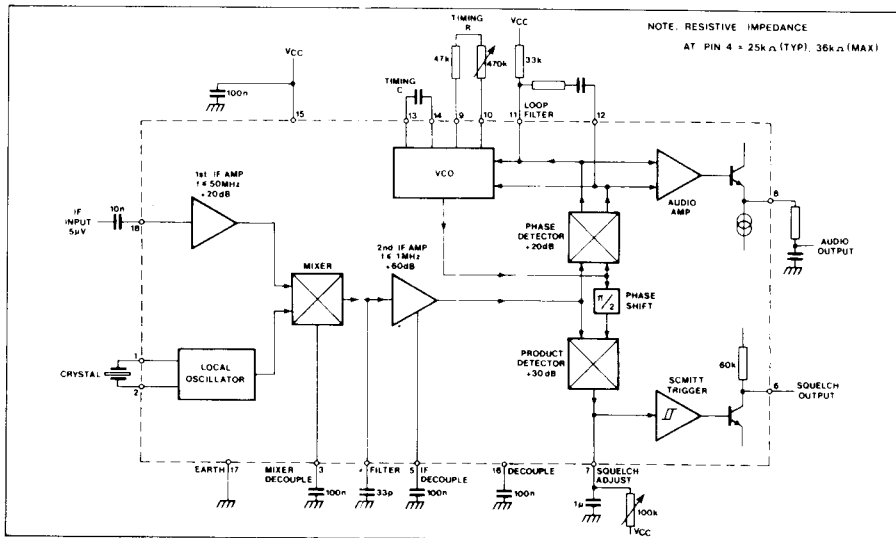 NOTE. RESISTIVE IMPEDANCE
AT PIN 4 = 25kΩ (TYP), 36kΩ (MAX)
TIMING
R
VCC
47k
470k
33k
VCC
100n
15
TIMING
C
13
14
9
10
11
LOOP
FILTER
12
VCO
AUDIO
AMP
8
AUDIO
OUTPUT
1st IF AMP
f ≤ 50MHz
+20dB
IF
INPUT
5µV
10n
18
PHASE
DETECTOR
+20dB
2nd IF AMP
f ≤ 1MHz
+60dB
MIXER
π/2
PHASE
SHIFT
CRYSTAL
1
2
LOCAL
OSCILLATOR
PRODUCT
DETECTOR
+30dB
SCMITT
TRIGGER
60k
6
SQUELCH
OUTPUT
EARTH
17
MIXER
DECOUPLE
3
FILTER
5
IF
DECOUPLE
16
DECOUPLE
7
SQUELCH
ADJUST
100n
33p
100n
100n
1µ
100k
VCC